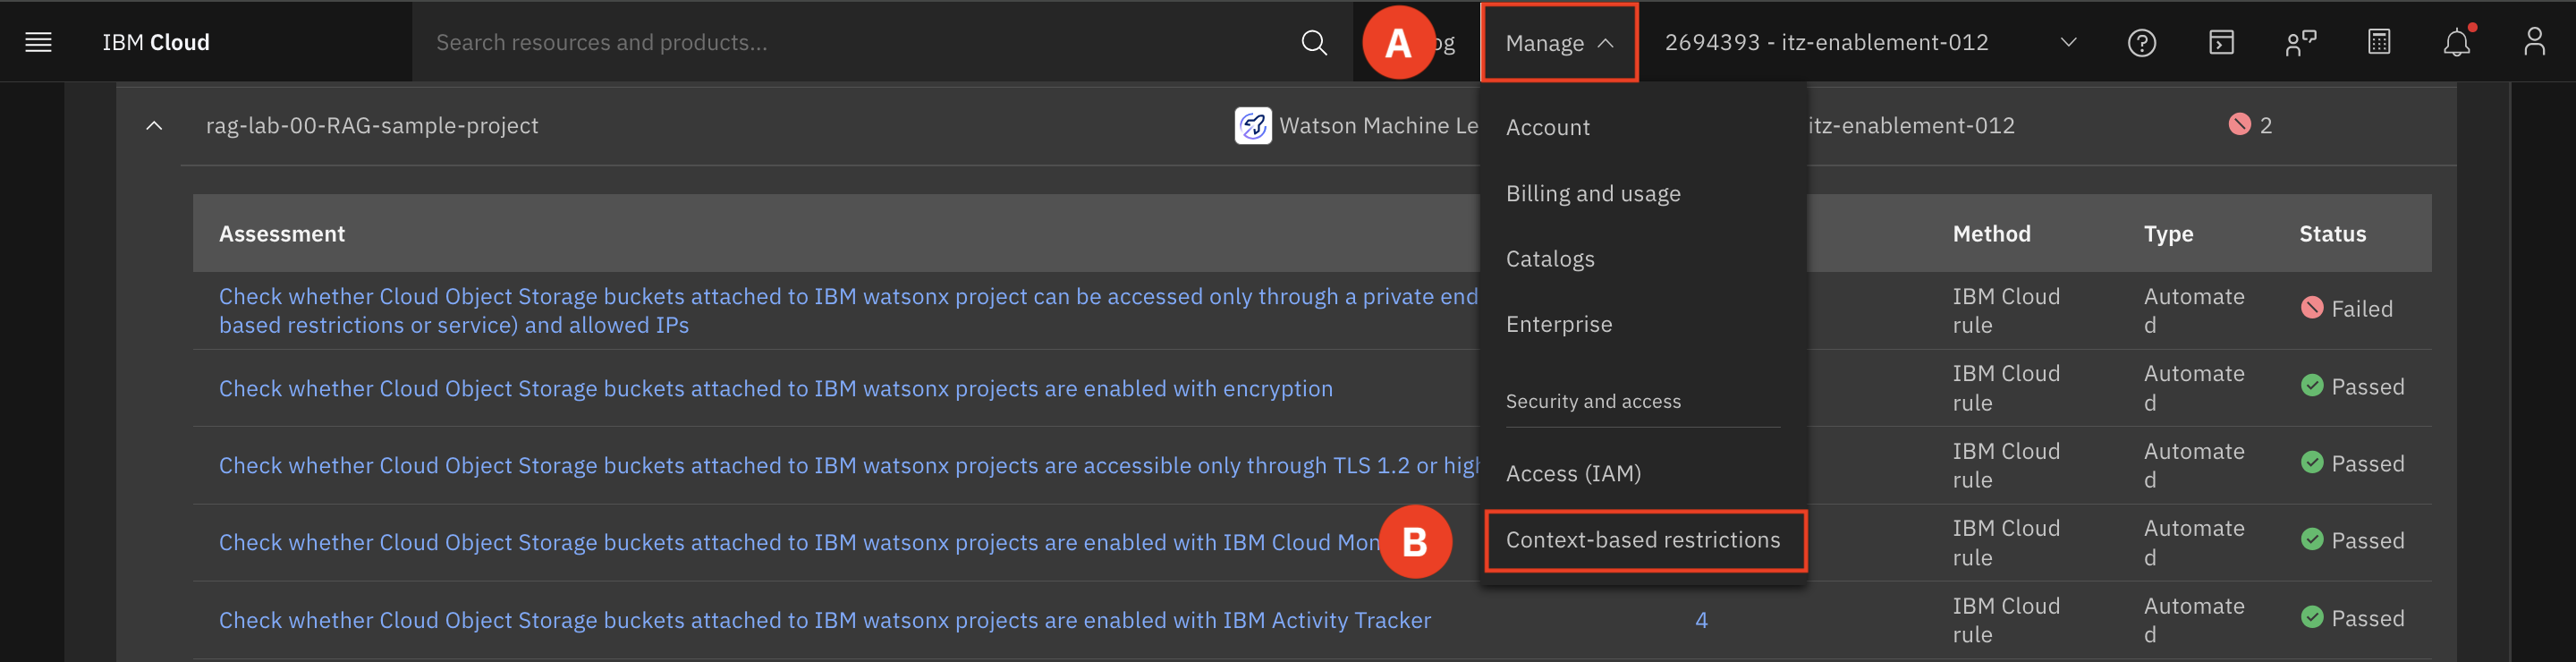 IBM Cloud
Search resources and products...
A
og
Manage
2694393 - itz-enablement-012
rag-lab-00-RAG-sample-project
Watson Machine Le
itz-enablement-012
2
Account
Billing and usage
Catalogs
Enterprise
Security and access
Access (IAM)
B
Context-based restrictions
Assessment
Method
Type
Status
Check whether Cloud Object Storage buckets attached to IBM watsonx project can be accessed only through a private end
based restrictions or service) and allowed IPs
IBM Cloud
rule
Automate
d
Failed
Check whether Cloud Object Storage buckets attached to IBM watsonx projects are enabled with encryption
IBM Cloud
rule
Automate
d
Passed
Check whether Cloud Object Storage buckets attached to IBM watsonx projects are accessible only through TLS 1.2 or high
IBM Cloud
rule
Automate
d
Passed
Check whether Cloud Object Storage buckets attached to IBM watsonx projects are enabled with IBM Cloud Mon
IBM Cloud
rule
Automate
d
Passed
Check whether Cloud Object Storage buckets attached to IBM watsonx projects are enabled with IBM Activity Tracker
4
IBM Cloud
rule
Automate
d
Passed